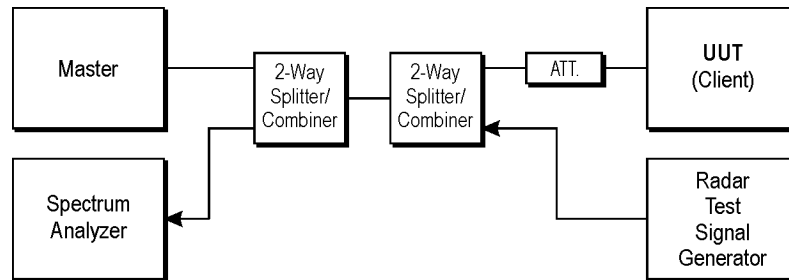 Master
2-Way
Splitter/
Combiner
2-Way
Splitter/
Combiner
ATT.
UUT
(Client)
Spectrum
Analyzer
Radar
Test
Signal
Generator